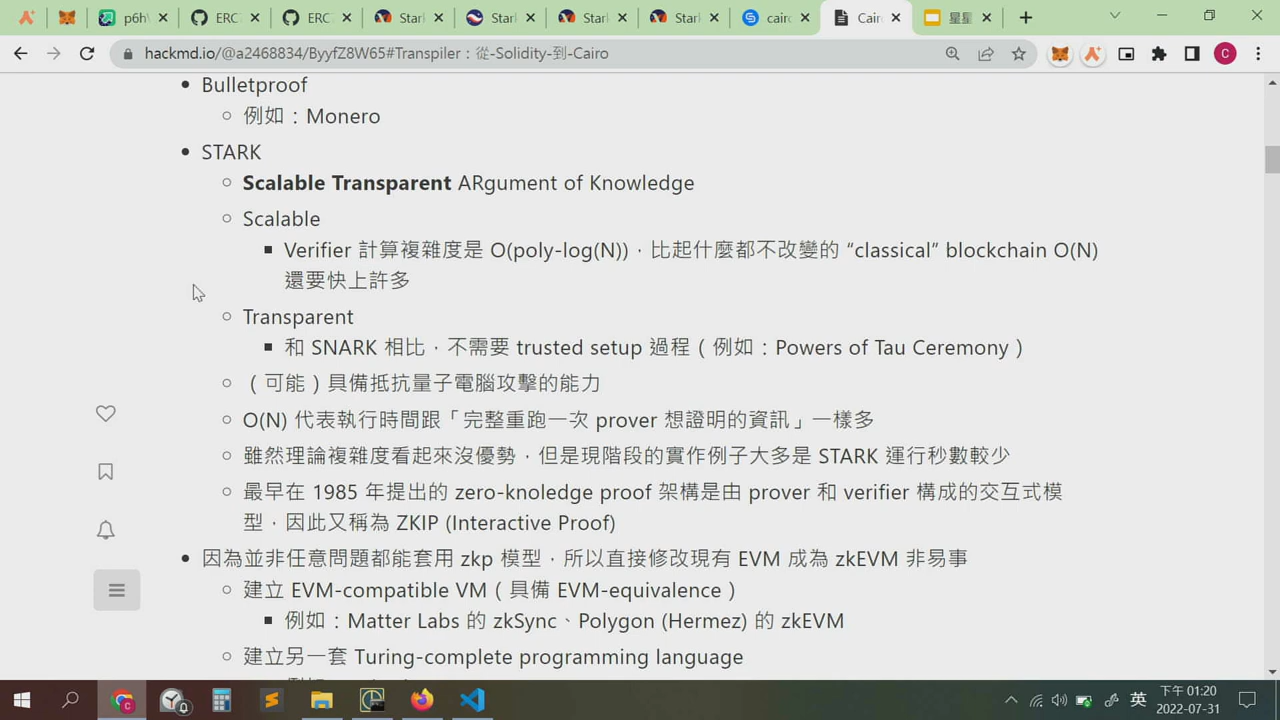 p6hV
ERC
ERC
Stark
Stark
Stark
Stark
cairo
Cairo
星星
hackmd.io/@a2468834/ByyfZ8W65#Transpiler：從-Solidity-到-Cairo
C
Bulletproof
例如：Monero
STARK
Scalable Transparent ARgument of Knowledge
Scalable
Verifier 計算複雜度是 O(poly-log(N))，比起什麼都不改變的 “classical” blockchain O(N)
還要快上許多
Transparent
和 SNARK 相比，不需要 trusted setup 過程（例如：Powers of Tau Ceremony）
（可能）具備抵抗量子電腦攻擊的能力
O(N) 代表執行時間跟「完整重跑一次 prover 想證明的資訊」一樣多
雖然理論複雜度看起來沒優勢，但是現階段的實作例子大多是 STARK 運行秒數較少
最早在 1985 年提出的 zero-knoledge proof 架構是由 prover 和 verifier 構成的交互式模
型，因此又稱為 ZKIP (Interactive Proof)
因為並非任意問題都能套用 zkp 模型，所以直接修改現有 EVM 成為 zkEVM 非易事
建立 EVM-compatible VM（具備 EVM-equivalence）
例如：Matter Labs 的 zkSync、Polygon (Hermez) 的 zkEVM
建立另一套 Turing-complete programming language
英
下午 01:20
2022-07-31